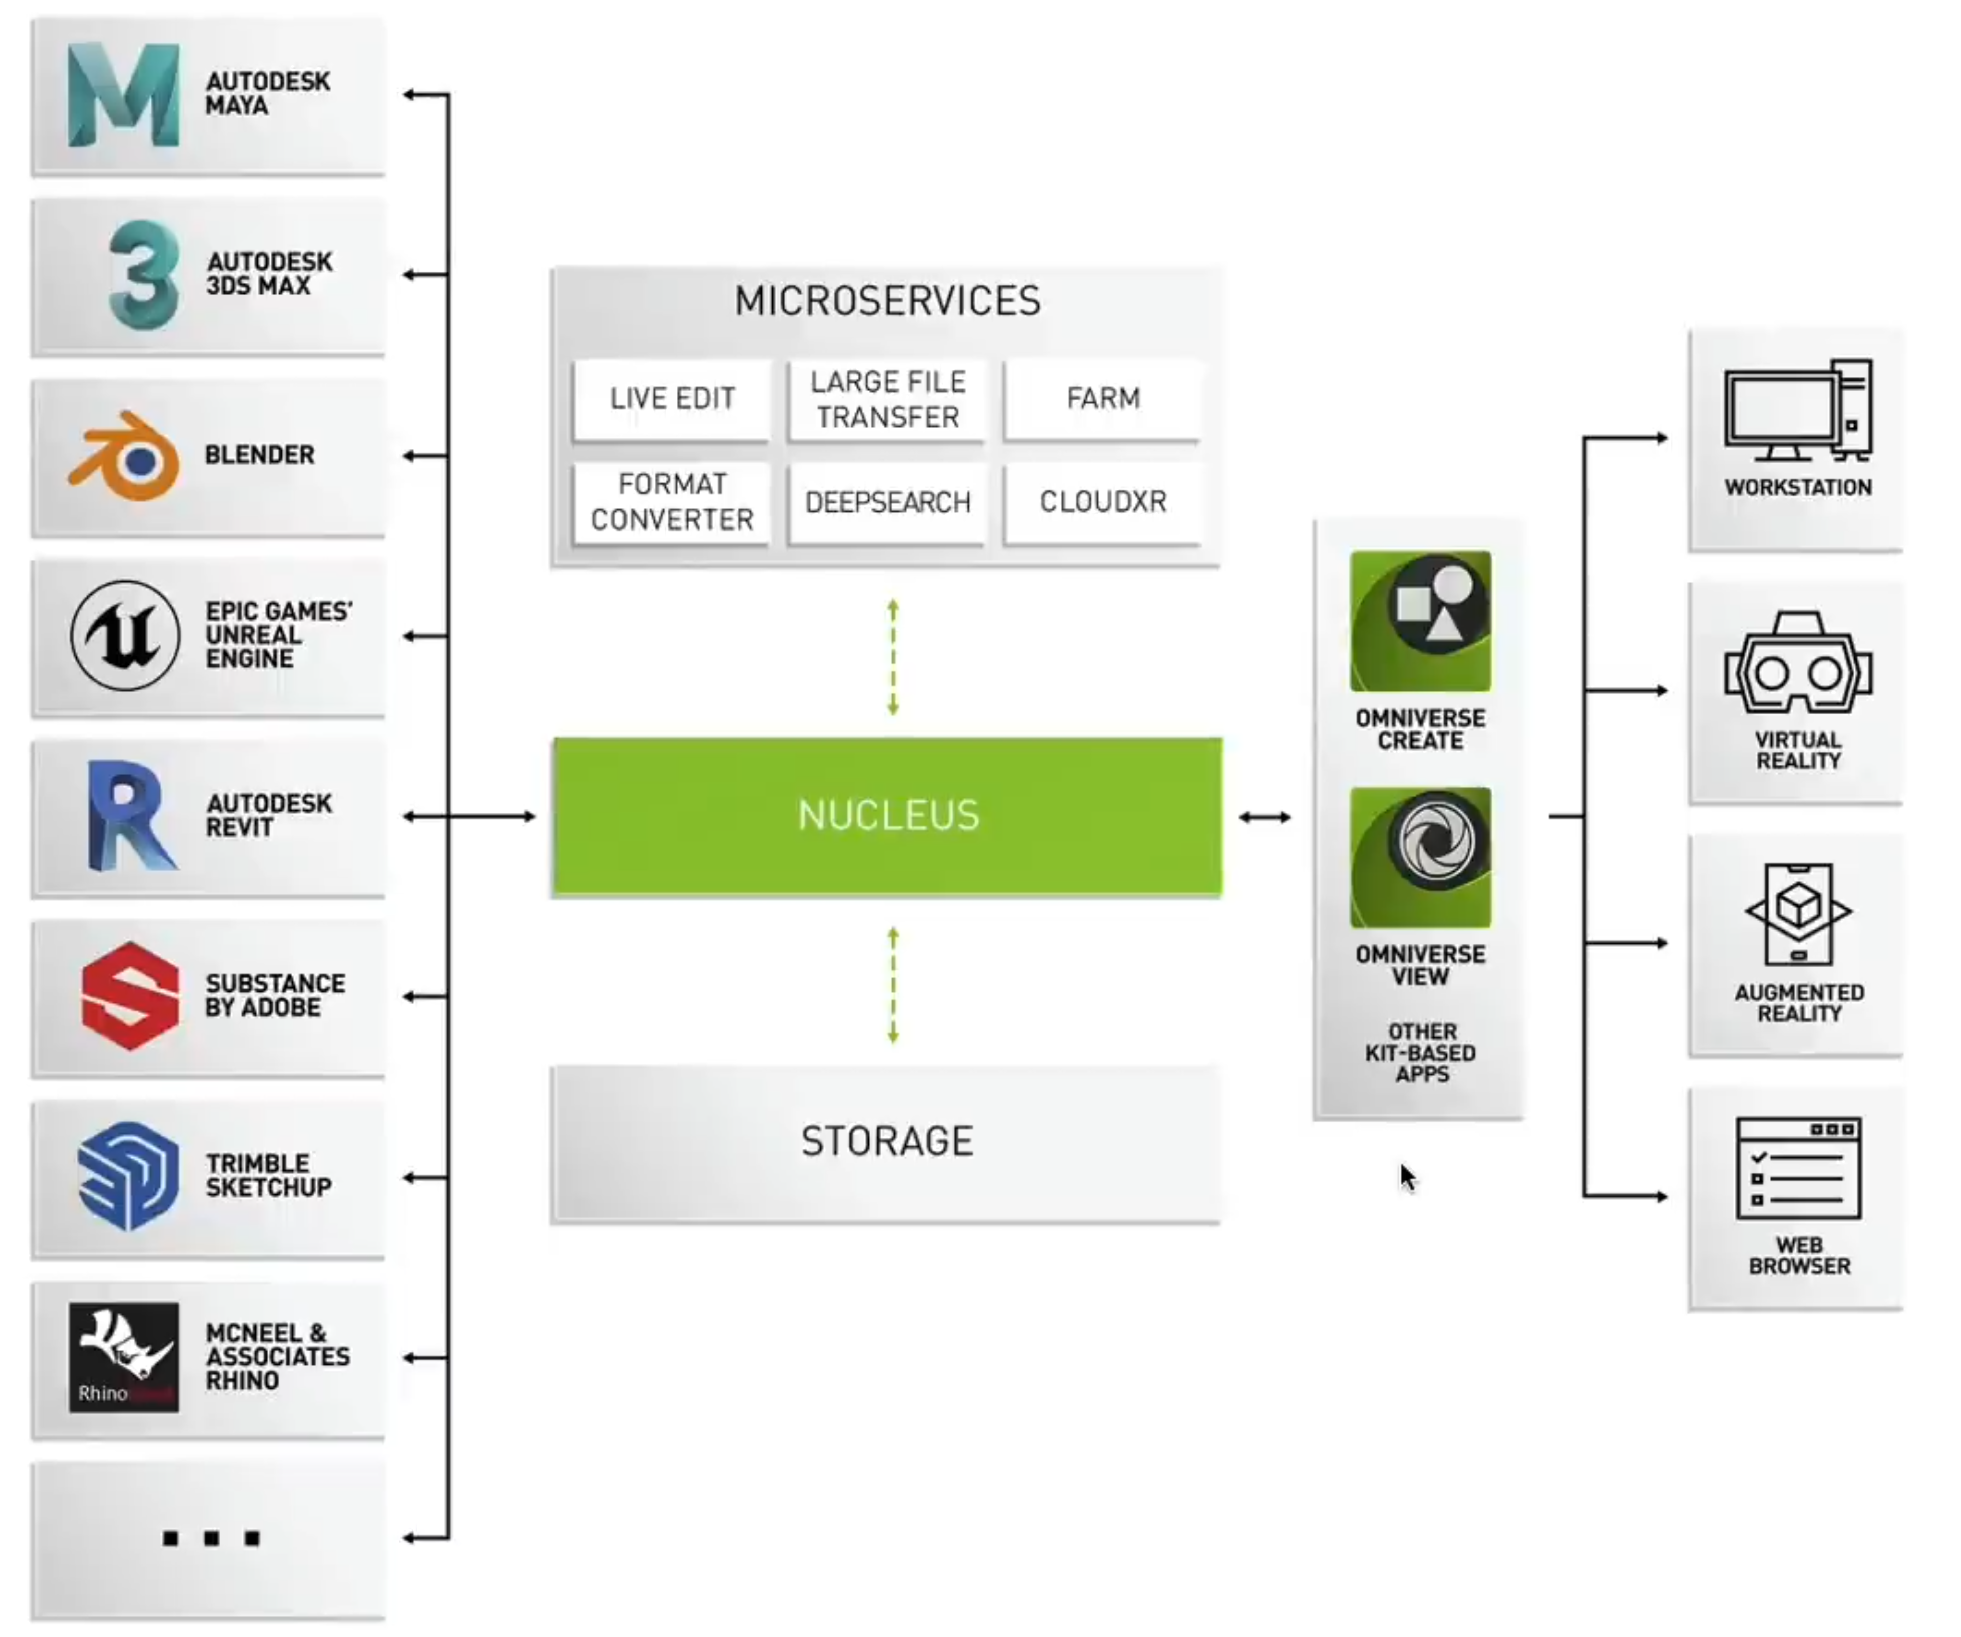 AUTODESK
MAYA
AUTODESK
3DS MAX
BLENDER
EPIC GAMES'
UNREAL
ENGINE
AUTODESK
REVIT
SUBSTANCE
BY ADOBE
TRIMBLE
SKETCHUP
Rhino
MCNEEL &
ASSOCIATES
RHINO
MICROSERVICES
LIVE EDIT
LARGE FILE
TRANSFER
FARM
FORMAT
CONVERTER
DEEPSEARCH
CLOUDXR
NUCLEUS
STORAGE
OMNIVERSE
CREATE
OMNIVERSE
VIEW
OTHER
KIT-BASED
APPS
WORKSTATION
VIRTUAL
REALITY
AUGMENTED
REALITY
WEB
BROWSER